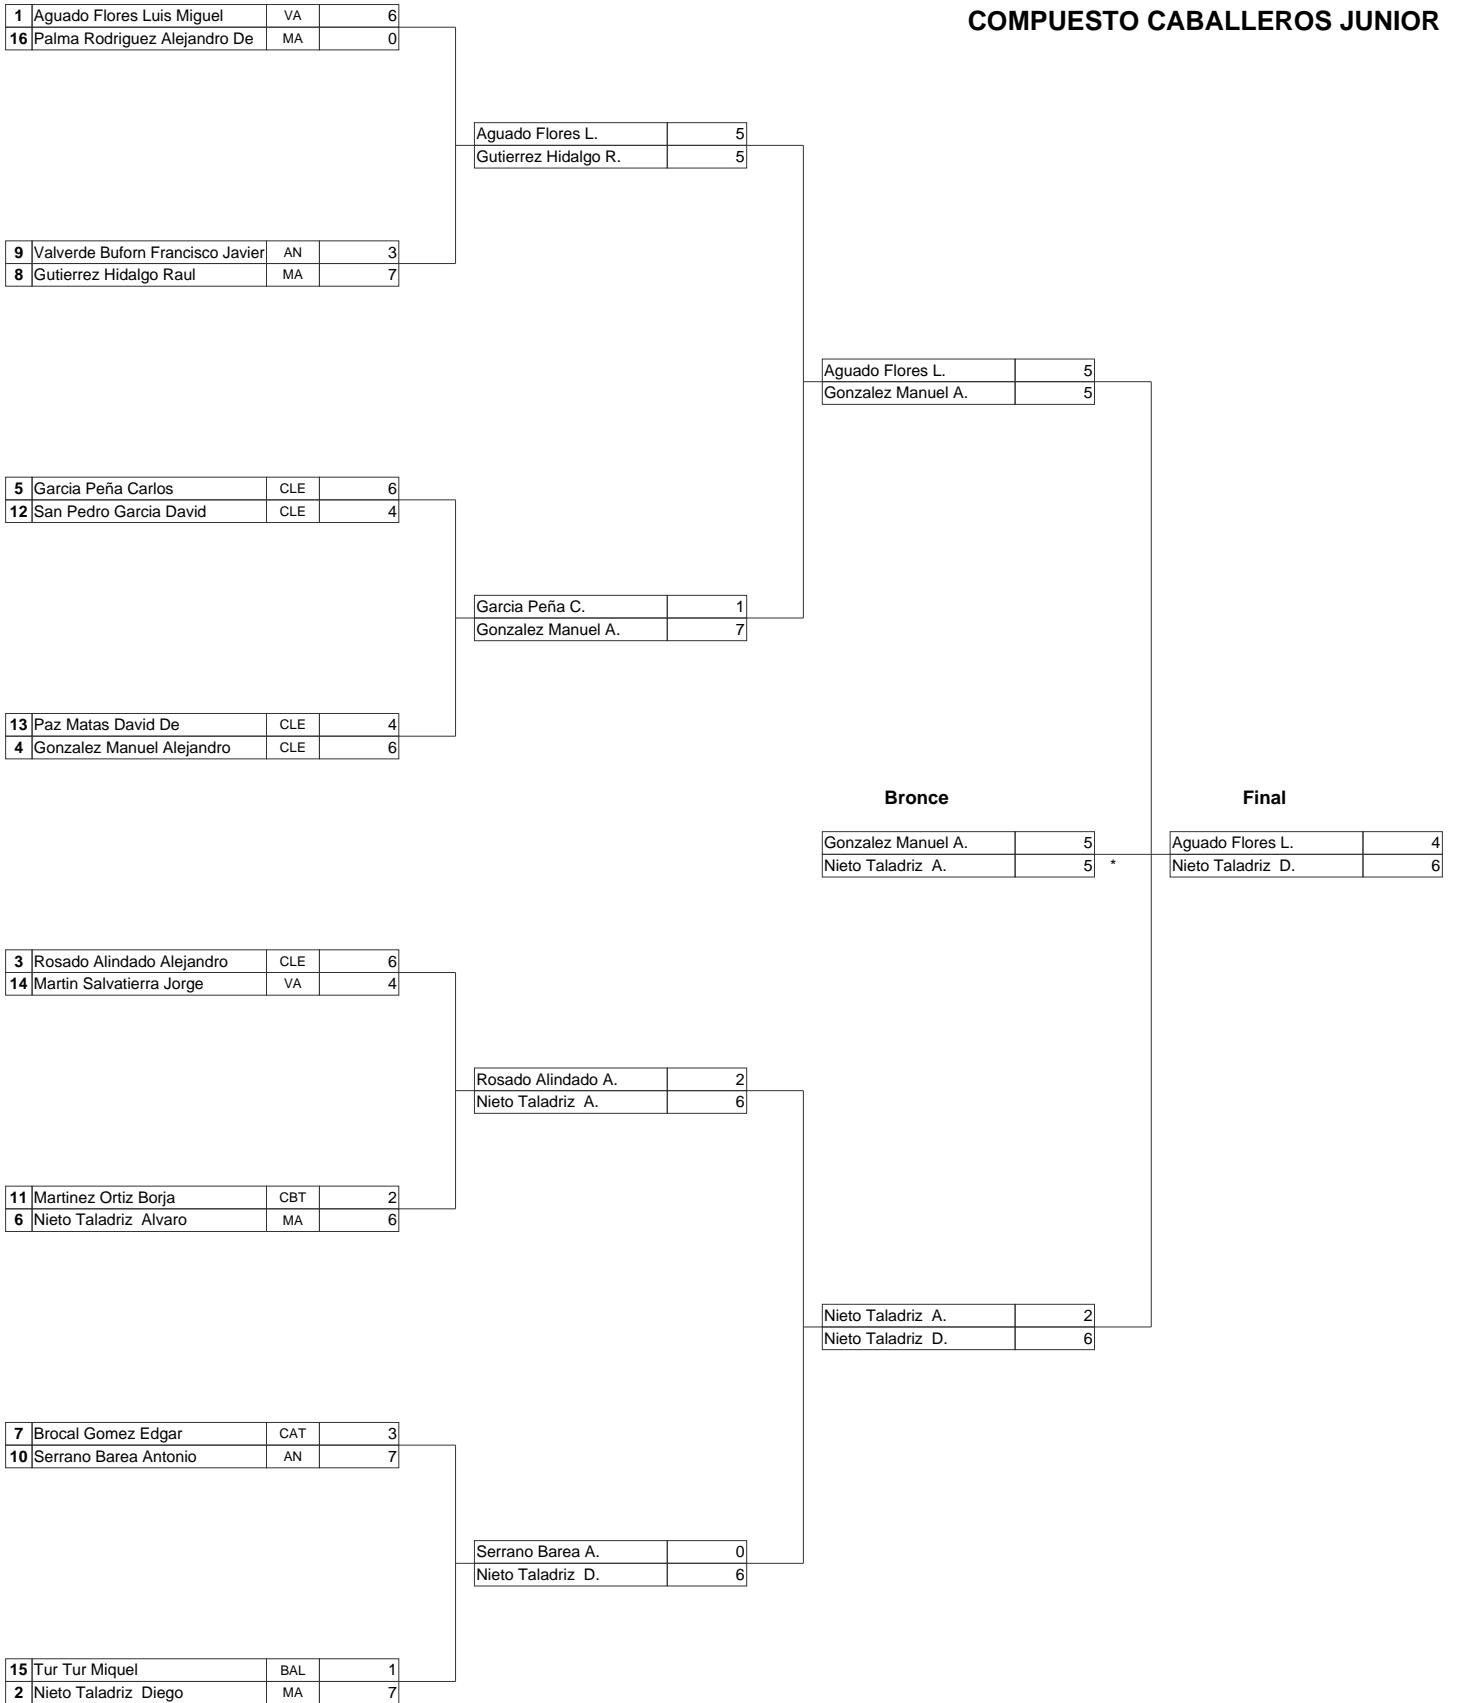 COMPUESTO CABALLEROS JUNIOR
1 Aguado Flores Luis Miguel VA 6
16 Palma Rodriguez Alejandro De MA 0
Aguado Flores L. 5
Gutierrez Hidalgo R. 5
9 Valverde Buforn Francisco Javier AN 3
8 Gutierrez Hidalgo Raul MA 7
Aguado Flores L. 5
Gonzalez Manuel A. 5
5 Garcia Peña Carlos CLE 6
12 San Pedro Garcia David CLE 4
Garcia Peña C. 1
Gonzalez Manuel A. 7
13 Paz Matas David De CLE 4
4 Gonzalez Manuel Alejandro CLE 6
Bronce Final
Gonzalez Manuel A. 5 Aguado Flores L. 4
Nieto Taladriz A. 5 * Nieto Taladriz D. 6
3 Rosado Alindado Alejandro CLE 6
14 Martin Salvatierra Jorge VA 4
Rosado Alindado A. 2
Nieto Taladriz A. 6
11 Martinez Ortiz Borja CBT 2
6 Nieto Taladriz Alvaro MA 6
Nieto Taladriz A. 2
Nieto Taladriz D. 6
7 Brocal Gomez Edgar CAT 3
10 Serrano Barea Antonio AN 7
Serrano Barea A. 0
Nieto Taladriz D. 6
15 Tur Tur Miquel BAL 1
2 Nieto Taladriz Diego MA 7